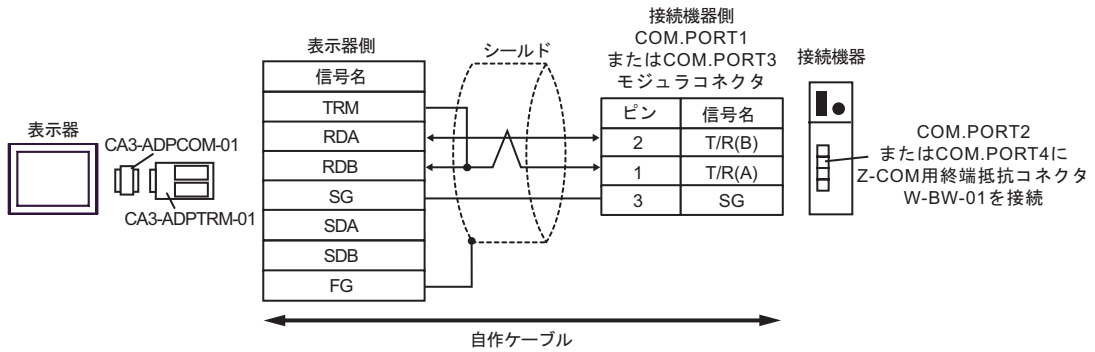 表示器
CA3-ADPCOM-01
CA3-ADPTRM-01
表示器側
信号名
TRM
RDA
RDB
SG
SDA
SDB
FG
シールド
接続機器側
COM.PORT1
またはCOM.PORT3
モジュラコネクタ
ピン 信号名
2 T/R(B)
1 T/R(A)
3 SG
接続機器
COM.PORT2
またはCOM.PORT4に
Z-COM用終端抵抗コネクタ
W-BW-01を接続
自作ケーブル